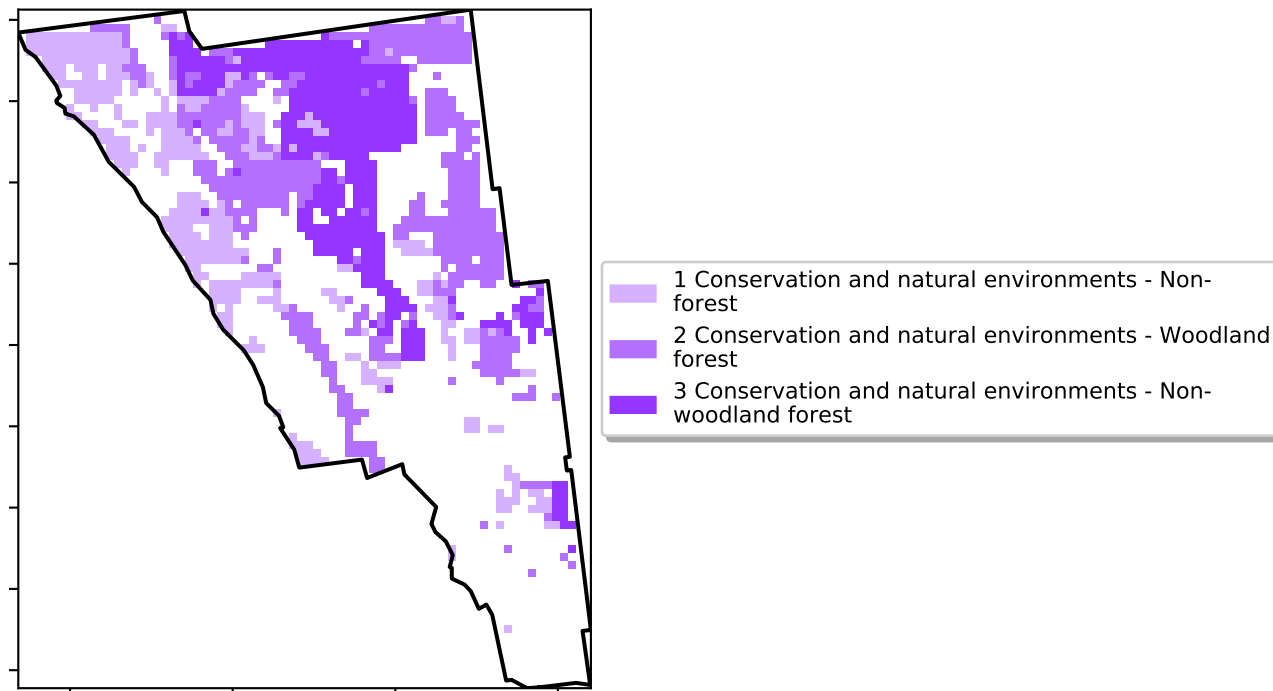 1 Conservation and natural environments - Non-
forest
2 Conservation and natural environments - Woodland
forest
3 Conservation and natural environments - Non-
woodland forest